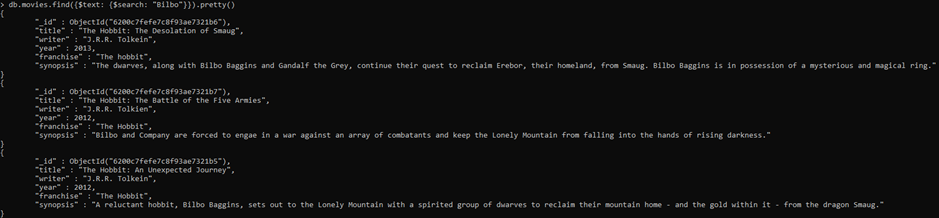 > db.movies.find({$text: {$search: "Bilbo"}}).pretty()
{
"_id" : ObjectId("6200c7fefe7c8f93ae7321b6"),
"title" : "The Hobbit: The Desolation of Smaug",
"writer" : "J.R.R. Tolkein",
"year" : 2013,
"franchise" : "The hobbit",
"synopsis" : "The dwarves, along with Bilbo Baggins and Gandalf the Grey, continue their quest to reclaim Erebor, their homeland, from Smaug. Bilbo Baggins is in possession of a mysterious and magical ring."
}
{
"_id" : ObjectId("6200c7fefe7c8f93ae7321b7"),
"title" : "The Hobbit: The Battle of the Five Armies",
"writer" : "J.R.R. Tolkien",
"year" : 2012,
"franchise" : "The Hobbit",
"synopsis" : "Bilbo and Company are forced to engae in a war against an array of combatants and keep the Lonely Mountain from falling into the hands of rising darkness."
}
{
"_id" : ObjectId("6200c7fefe7c8f93ae7321b5"),
"title" : "The Hobbit: An Unexpected Journey",
"writer" : "J.R.R. Tolkein",
"year" : 2012,
"franchise" : "The Hobbit",
"synopsis" : "A reluctant hobbit, Bilbo Baggins, sets out to the Lonely Mountain with a spirited group of dwarves to reclaim their mountain home - and the gold within it - from the dragon Smaug."
}